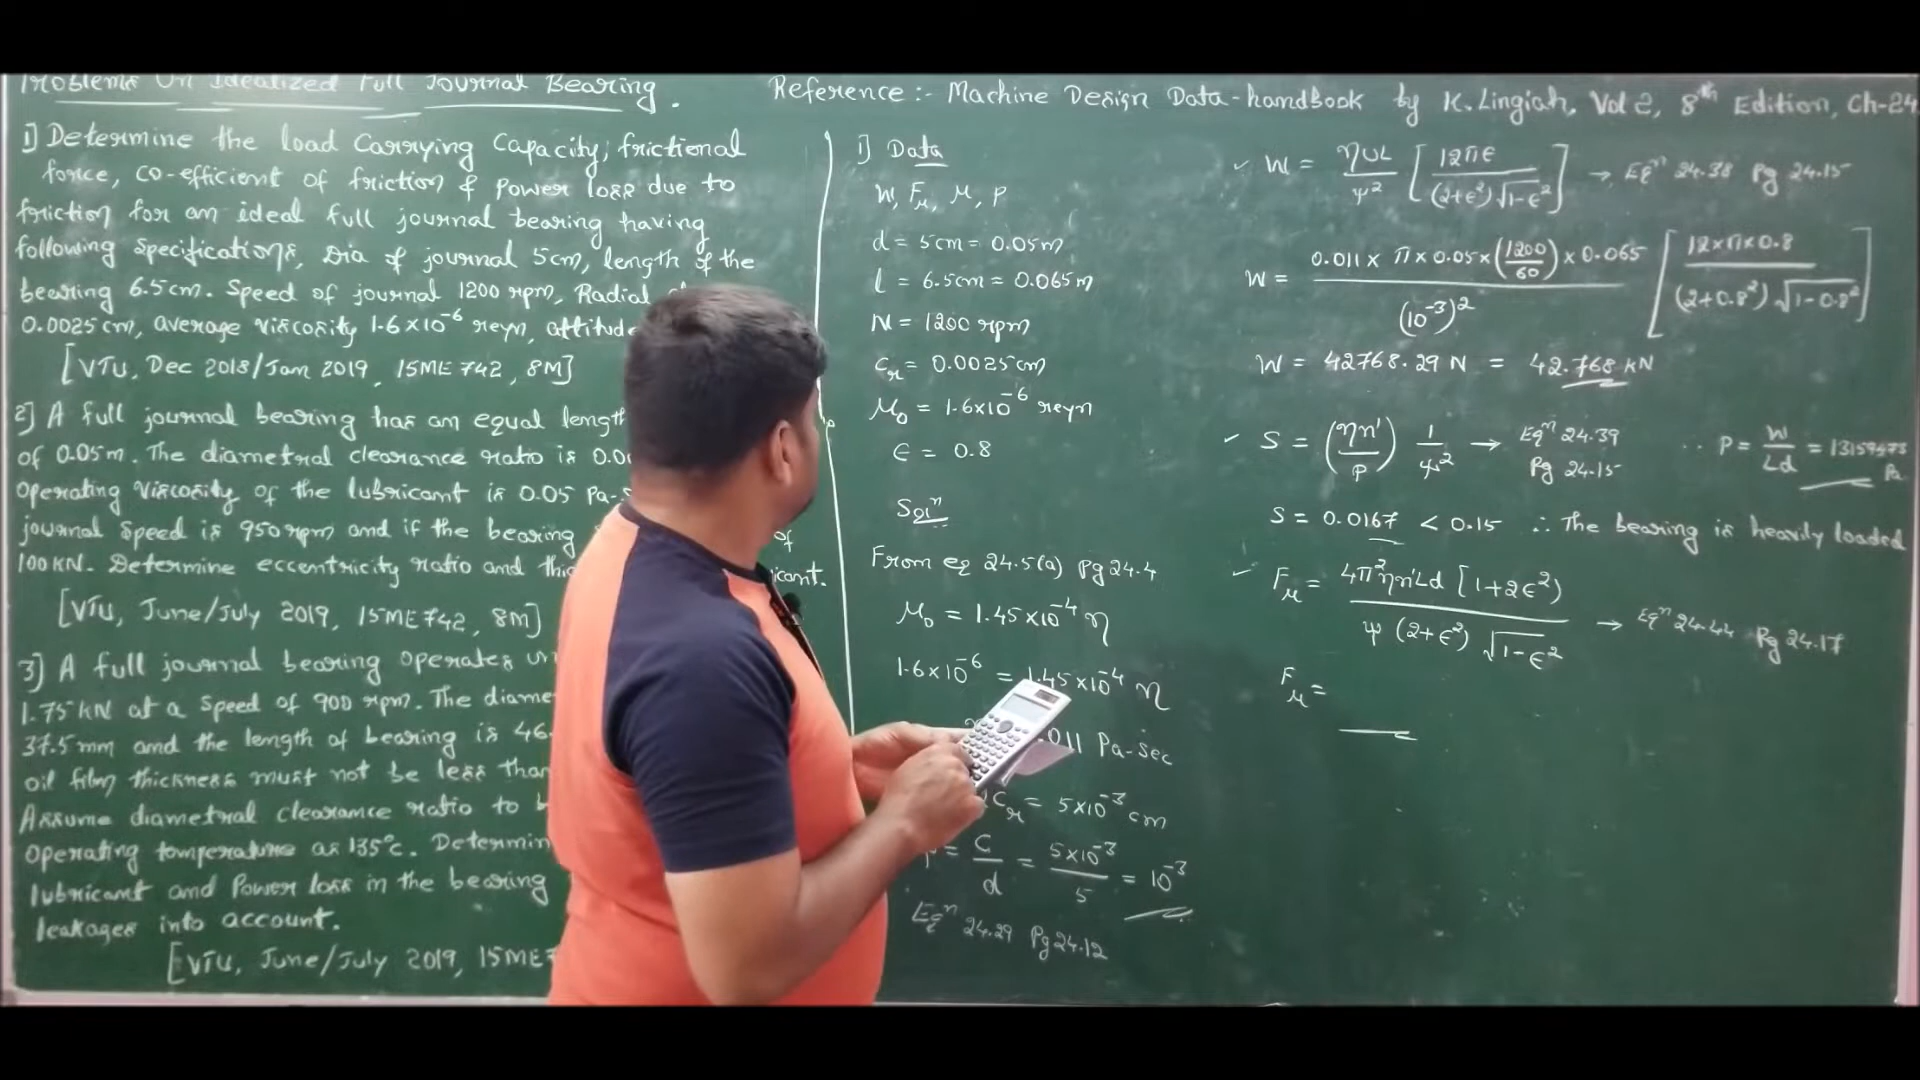 Problems On Idealized Full Journal Bearing.
Reference :- Machine Design Data-handbook by K. Lingiah, Vol 2, 8th Edition, Ch-24
1] Determine the load Carrying Capacity, frictional
force, co-efficient of friction & power loss due to
friction for an ideal full journal bearing having
following specifications, Dia of journal 5cm, length of the
bearing 6.5cm. Speed of journal 1200 rpm, Radial
0.0025 cm, average viscosity 1.6×10⁻⁶ reyn, attitude
[VTU, Dec 2018/Jan 2019, 15ME742, 8M]
2] A full journal bearing has an equal length
of 0.05m. The diametral clearance ratio is
Operating Viscosity of the lubricant is 0.05 Pa-
journal speed is 950 rpm and if the bearing of
100 KN. Determine eccentricity ratio and
[VTU, June/July 2019, 15ME742, 8M]
3] A full journal bearing operates
1.75 kN at a speed of 900 rpm. The
37.5 mm and the length of bearing is 46.
oil film thickness must not be less than
Assume diametral clearance ratio to
Operating tomperature as 135°c.
lubricant and Power loss in the bearing
leakages into account.
[VTU, June/July 2019, 15ME7
1] Data
W, Fμ, μ, P
d = 5cm = 0.05m
l = 6.5cm = 0.065m
N = 1200 rpm
Cr = 0.0025cm
μ₀ = 1.6×10⁻⁶ reyn
ϵ = 0.8
Solⁿ
From eq 24.5(a) pg 24.4
μ₀ = 1.45×10⁻⁴ η
1.6×10⁻⁶ = 1.45×10⁻⁴ η
011 Pa-sec
Cr = 5×10⁻³ cm
= C/d = 5×10⁻³/5 = 10⁻³
Eqⁿ 24.29 Pg 24.12
✓ W = ηUL/ψ² [12πϵ/(2+ϵ²)√1-ϵ²] → Eqⁿ 24.38 Pg 24.15
W = 0.011 × π × 0.05 × (1200/60) × 0.065/(10⁻³)² [12×π×0.8/(2+0.8²)√1-0.8²]
W = 42768.29 N = 42.768 kN
✓ S = (ηn'/P) 1/ψ² → Eqⁿ 24.39 Pg 24.15 ∵ P = W/Ld = 13159473 Pa
S = 0.0167 < 0.15 ∴ The bearing is heavily loaded
✓ Fμ = 4π²ηn'Ld [1+2ϵ²)/ψ (2+ϵ²) √1-ϵ² → Eqⁿ 24.44 Pg 24.17
Fμ =